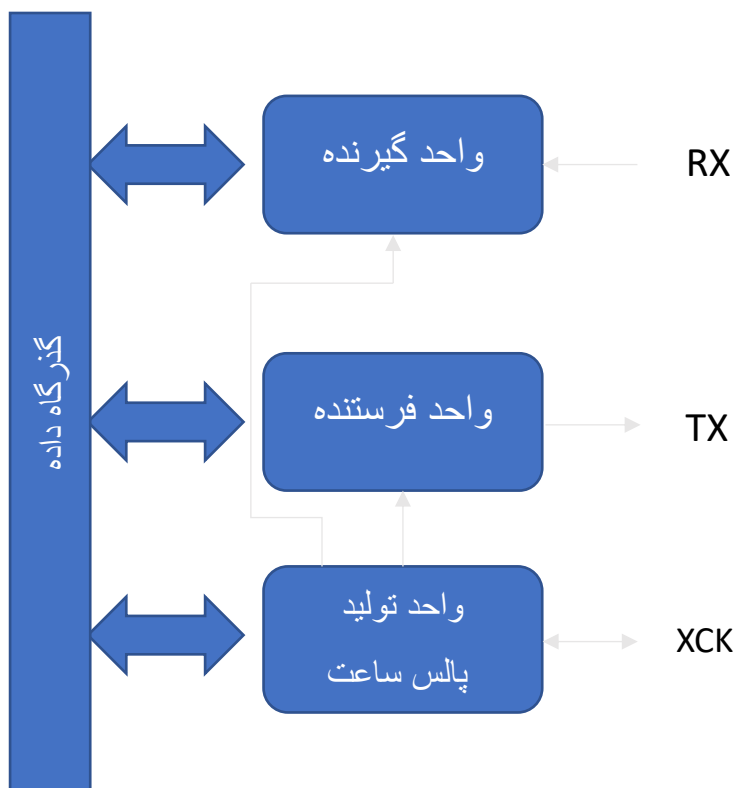 واحد گیرنده
RX
گذرگاه داده
واحد فرستنده
TX
واحد تولید
پالس ساعت
XCK